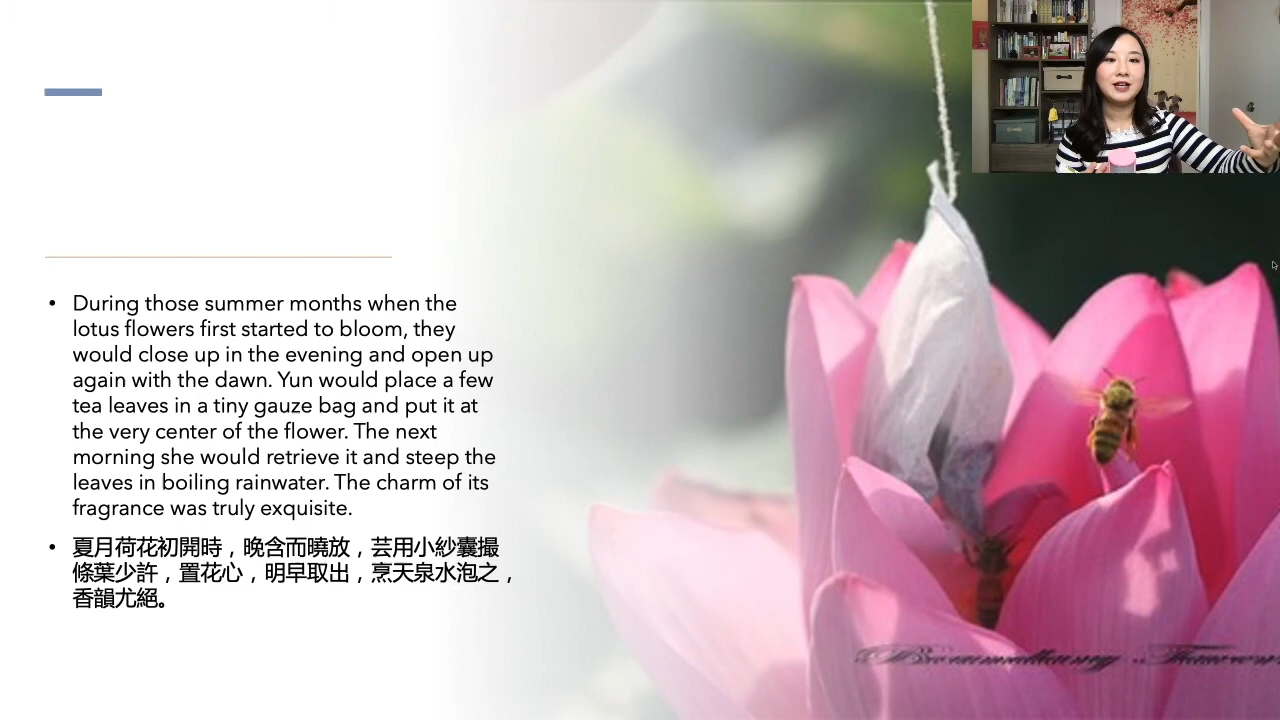 • During those summer months when the
lotus flowers first started to bloom, they
would close up in the evening and open up
again with the dawn. Yun would place a few
tea leaves in a tiny gauze bag and put it at
the very center of the flower. The next
morning she would retrieve it and steep the
leaves in boiling rainwater. The charm of its
fragrance was truly exquisite.
• 夏月荷花初開時，晚含而曉放，芸用小紗囊撮
條葉少許，置花心，明早取出，烹天泉水泡之，
香韻尤絕。